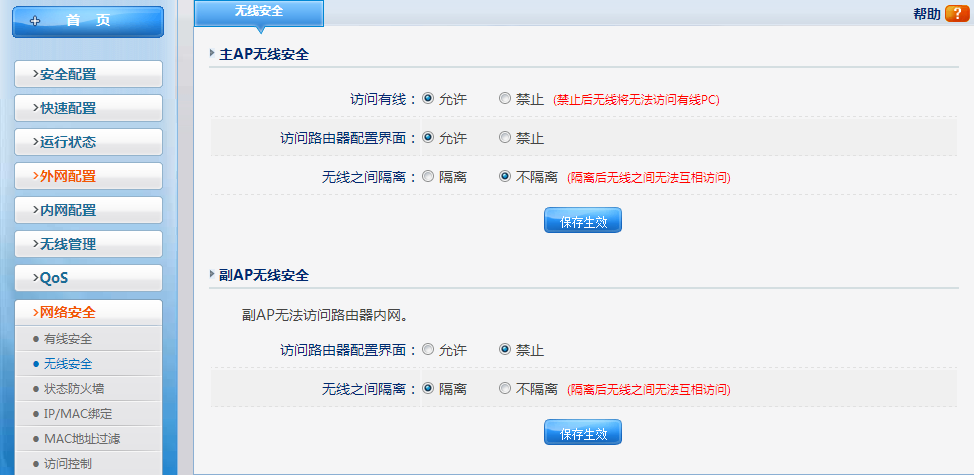 首 页
>安全配置
>快速配置
>运行状态
>外网配置
>内网配置
>无线管理
>QoS
>网络安全
有线安全
无线安全
状态防火墙
IP/MAC绑定
MAC地址过滤
访问控制
无线安全
帮助 ?
主AP无线安全
访问有线： 允许 禁止 (禁止后无线将无法访问有线PC)
访问路由器配置界面： 允许 禁止
无线之间隔离： 隔离 不隔离 (隔离后无线之间无法互相访问)
保存生效
副AP无线安全
副AP无法访问路由器内网。
访问路由器配置界面： 允许 禁止
无线之间隔离： 隔离 不隔离 (隔离后无线之间无法互相访问)
保存生效